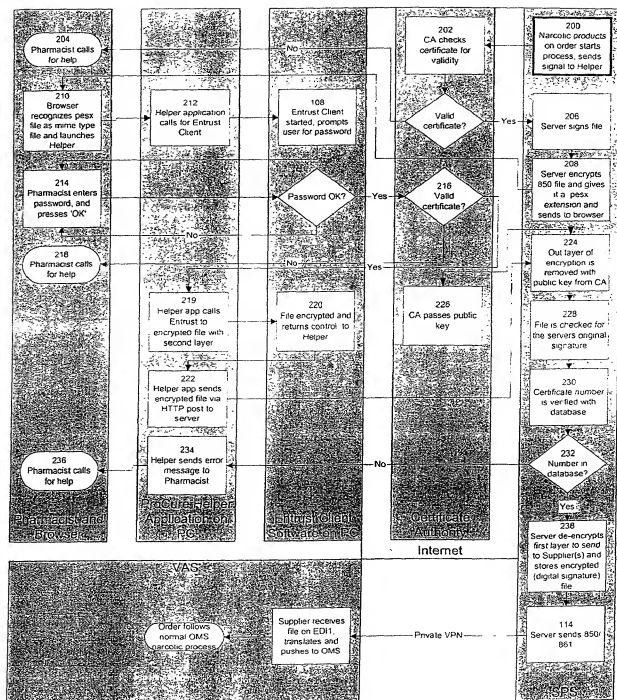 204
Pharmacist calls
for help
202
CA checks
certificate for
validity
200
Narcotic products
on order starts
process, sends
signal to Helper
No
210
Browser
recognizes pesx
file as mime type
file and launches
Helper
212
Helper application
calls for Entrust
Client
108
Entrust Client
started, prompts
user for password
Valid
certificate?
Yes
206
Server signs file
208
Server encrypts
850 file and gives
it a pesx
extension and
sends to browser
214
Pharmacist enters
password, and
presses 'OK'
Password OK?
Yes
216
Valid
certificate?
No
218
Pharmacist calls
for help
No
Yes
224
Out layer of
encryption is
removed with
public key from CA
219
Helper app calls
Entrust to
encrypted file with
second layer
220
File encrypted and
returns control to
Helper
226
CA passes public
key
228
File is checked for
the servers original
signature
222
Helper app sends
encrypted file via
HTTP post to
server
230
Certificate number
is verified with
database
236
Pharmacist calls
for help
234
Helper sends error
message to
Pharmacist
No
232
Number in
database?
Yes
Pharmacist and
Browser
Helper
Application on
PC
Entrust Client
Software on PC
Certificate
Authority
Internet
238
Server de-encrypts
first layer to send
to Supplier(s) and
stores encrypted
(digital signature)
file
VAS
Order follows
normal OMS
narcotic process
Supplier receives
file on EDI1,
translates and
pushes to OMS
Private VPN
114
Server sends 850/
861